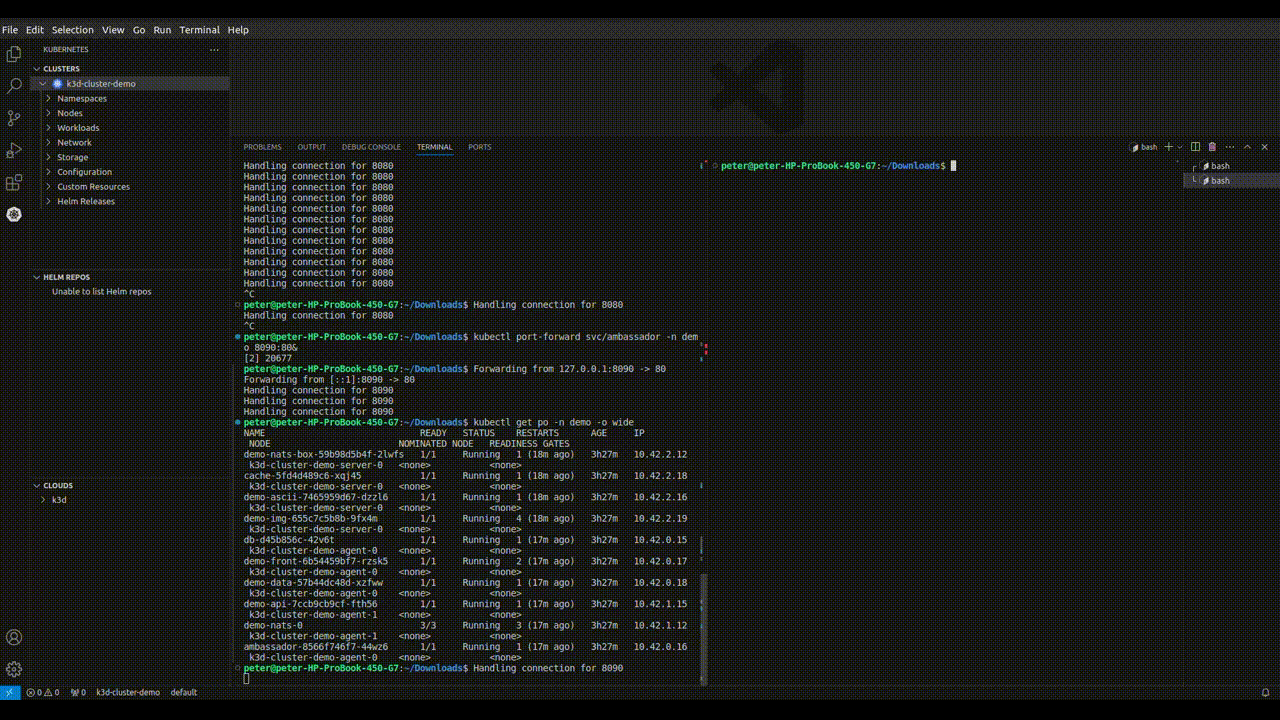 File Edit Selection View Go Run Terminal Help
KUBERNETES ...
CLUSTERS
k3d-cluster-demo
Namespaces
Nodes
Workloads
Network
Storage
Configuration
Custom Resources
Helm Releases
HELM REPOS
Unable to list Helm repos
CLOUDS
k3d
PROBLEMS OUTPUT DEBUG CONSOLE TERMINAL PORTS
bash
Handling connection for 8080
Handling connection for 8080
Handling connection for 8080
Handling connection for 8080
Handling connection for 8080
Handling connection for 8080
Handling connection for 8080
Handling connection for 8080
Handling connection for 8080
Handling connection for 8080
Handling connection for 8080
Handling connection for 8080
^C
peter@peter-HP-ProBook-450-G7:~/Downloads$ Handling connection for 8080
Handling connection for 8080
^C
peter@peter-HP-ProBook-450-G7:~/Downloads$ kubectl port-forward svc/ambassador -n dem
o 8090:80&
[2] 20677
peter@peter-HP-ProBook-450-G7:~/Downloads$ Forwarding from 127.0.0.1:8090 -> 80
Forwarding from [::1]:8090 -> 80
Handling connection for 8090
Handling connection for 8090
Handling connection for 8090
peter@peter-HP-ProBook-450-G7:~/Downloads$ kubectl get po -n demo -o wide
NAME READY STATUS RESTARTS AGE IP
NODE NOMINATED NODE READINESS GATES
demo-nats-box-59b98d5b4f-2lwfs 1/1 Running 1 (18m ago) 3h27m 10.42.2.12
k3d-cluster-demo-server-0 <none> <none>
cache-5fd4d489c6-xqj45 1/1 Running 1 (18m ago) 3h27m 10.42.2.18
k3d-cluster-demo-server-0 <none> <none>
demo-ascii-7465959d67-dzzl6 1/1 Running 1 (18m ago) 3h27m 10.42.2.16
k3d-cluster-demo-server-0 <none> <none>
demo-img-655c7c5b8b-9fx4m 1/1 Running 4 (18m ago) 3h27m 10.42.2.19
k3d-cluster-demo-server-0 <none> <none>
db-d45b856c-42v6t 1/1 Running 1 (17m ago) 3h27m 10.42.0.15
k3d-cluster-demo-agent-0 <none> <none>
demo-front-6b54459bf7-rzsk5 1/1 Running 2 (17m ago) 3h27m 10.42.0.17
k3d-cluster-demo-agent-0 <none> <none>
demo-data-57b44dc48d-xzfww 1/1 Running 1 (17m ago) 3h27m 10.42.0.18
k3d-cluster-demo-agent-0 <none> <none>
demo-api-7ccb9cb9cf-fth56 1/1 Running 1 (17m ago) 3h27m 10.42.1.15
k3d-cluster-demo-agent-1 <none> <none>
demo-nats-0 3/3 Running 3 (17m ago) 3h27m 10.42.1.12
k3d-cluster-demo-agent-1 <none> <none>
ambassador-8566f746f7-44wz6 1/1 Running 1 (17m ago) 3h27m 10.42.0.16
k3d-cluster-demo-agent-0 <none> <none>
peter@peter-HP-ProBook-450-G7:~/Downloads$ Handling connection for 8090
peter@peter-HP-ProBook-450-G7:~/Downloads$
bash
bash
0 0 0 k3d-cluster-demo default